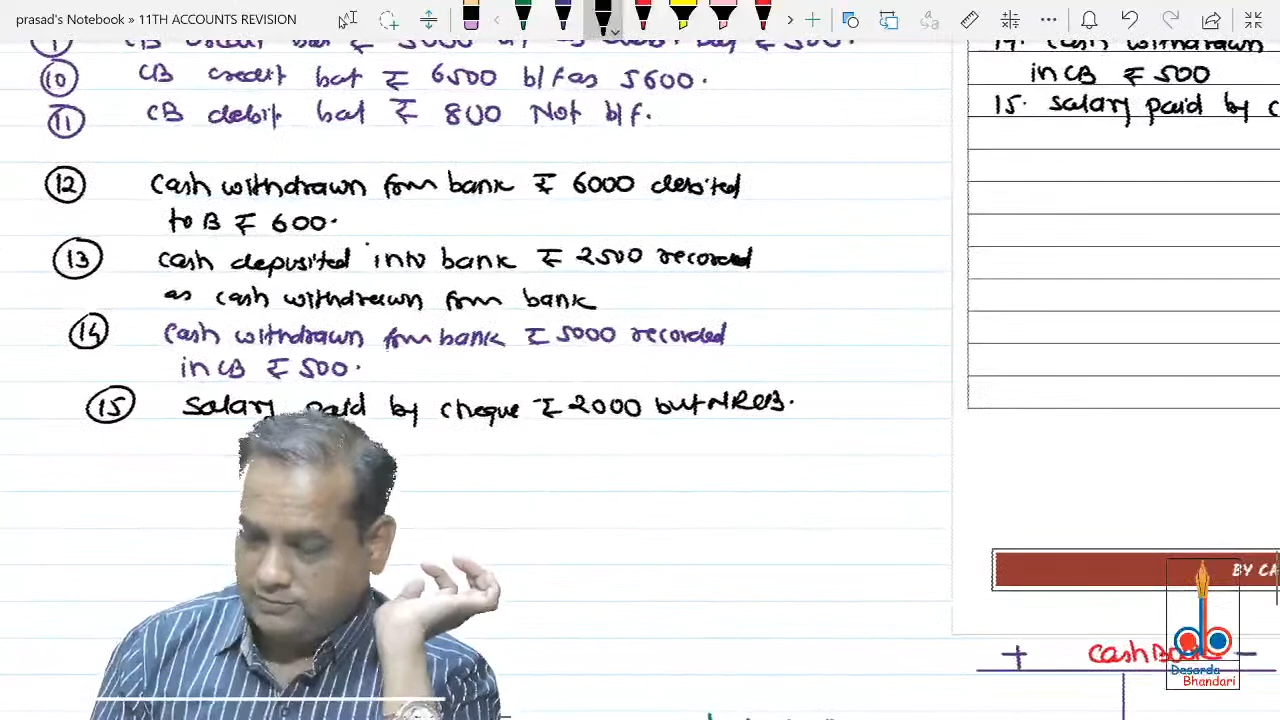 prasad's Notebook » 11TH ACCOUNTS REVISION
10 CB credit bal ₹ 6500 b/f as 5600.
11 CB debit bal ₹ 800 Not b/f.
12 cash withdrawn from bank ₹ 6000 debited
to B ₹ 600.
13 cash deposited into bank ₹ 2500 recorded
as cash withdrawn from bank
14 cash withdrawn from bank ₹ 5000 recorded
in CB ₹ 500.
15 Salary paid by cheque ₹ 2000 but NRCB.
14. cash withdrawn
in CB ₹ 500
15. Salary paid by c
BY CA
+ cash Book -
Desarda
Bhandari